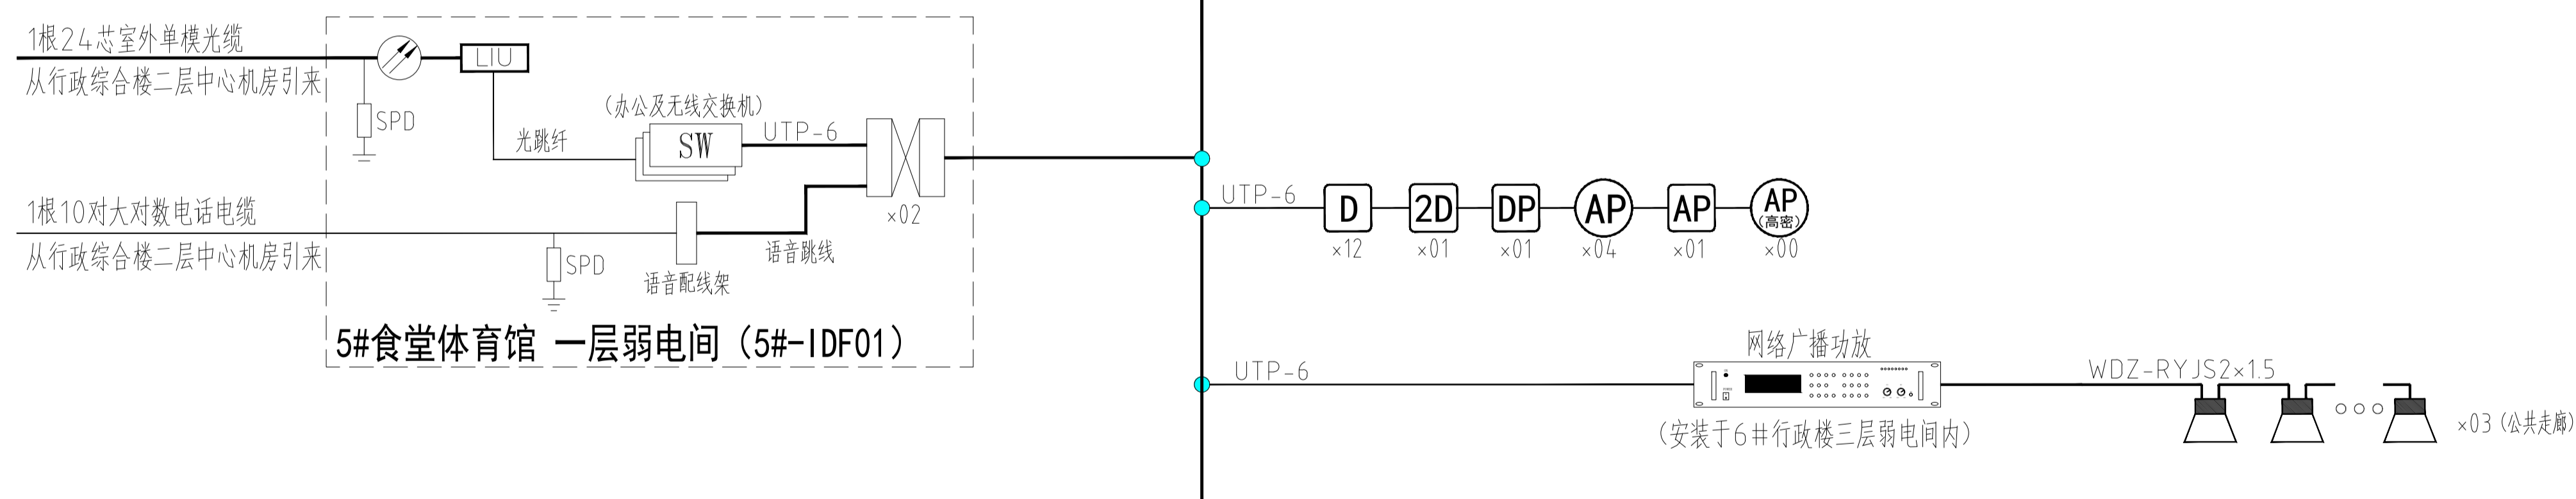 1根24芯室外单模光缆
从行政综合楼二层中心机房引来
LIU
SPD
(办公及无线交换机)
光跳纤
SW
UTP-6
×02
1根10对大对数电话电缆
从行政综合楼二层中心机房引来
SPD
语音配线架
语音跳线
5#食堂体育馆 一层弱电间（5#-IDF01）
UTP-6
D
2D
DP
AP
AP
AP
(高密)
×12
×01
×01
×04
×01
×00
UTP-6
网络广播功放
(安装于6#行政楼三层弱电间内)
WDZ-RYJS2×1.5
×03 (公共走廊)